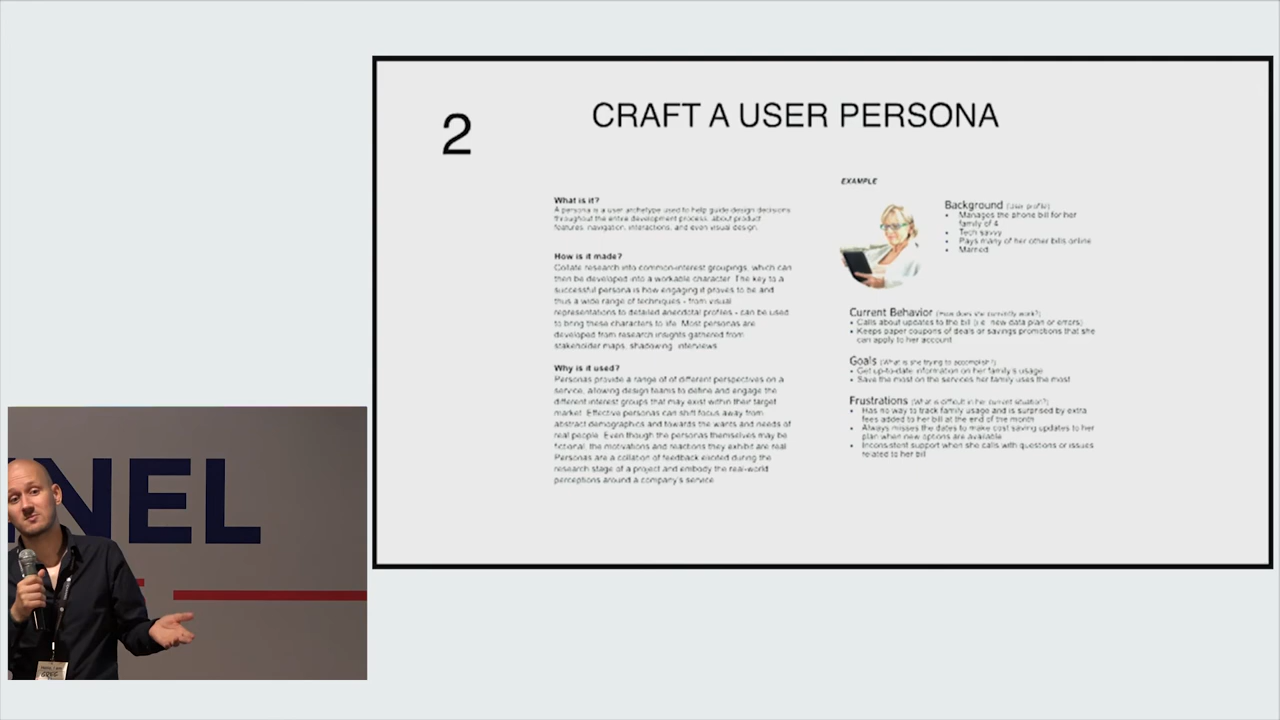 2
CRAFT A USER PERSONA
What is it?
A persona is a user archetype used to help guide design decisions
throughout the entire development process, about product
features, navigation, interactions, and even visual design.
How is it made?
Collate research into common-interest groupings, which can
then be developed into a workable character. The key to a
successful persona is how engaging it proves to be and
thus a wide range of techniques - from visual
representations to detailed anecdotal profiles - can be used
to bring these characters to life. Most personas are
developed from research insights gathered from
stakeholder maps, shadowing, interviews
Why is it used?
Personas provide a range of of different perspectives on a
service, allowing design teams to define and engage the
different interest groups that may exist within their target
market. Effective personas can shift focus away from
abstract demographics and towards the wants and needs of
real people. Even though the personas themselves may be
fictional, the motivations and reactions they exhibit are real.
Personas are a collation of feedback elicited during the
research stage of a project and embody the real-world
perceptions around a company's service
EXAMPLE
Background (User profile)
• Manages the phone bill for her
family of 4
• Tech savvy
• Pays many of her other bills online
• Married
Current Behavior (How does she currently work?)
• Calls about updates to the bill (i.e. new data plan or errors)
• Keeps paper coupons of deals or savings promotions that she
can apply to her account
Goals (What is she trying to accomplish?)
• Get up-to-date information on her family's usage
• Save the most on the services her family uses the most
Frustrations (What is difficult in her current situation?)
• Has no way to track family usage and is surprised by extra
fees added to her bill at the end of the month
• Always misses the dates to make cost saving updates to her
plan when new options are available
• Inconsistent support when she calls with questions or issues
related to her bill
NEL